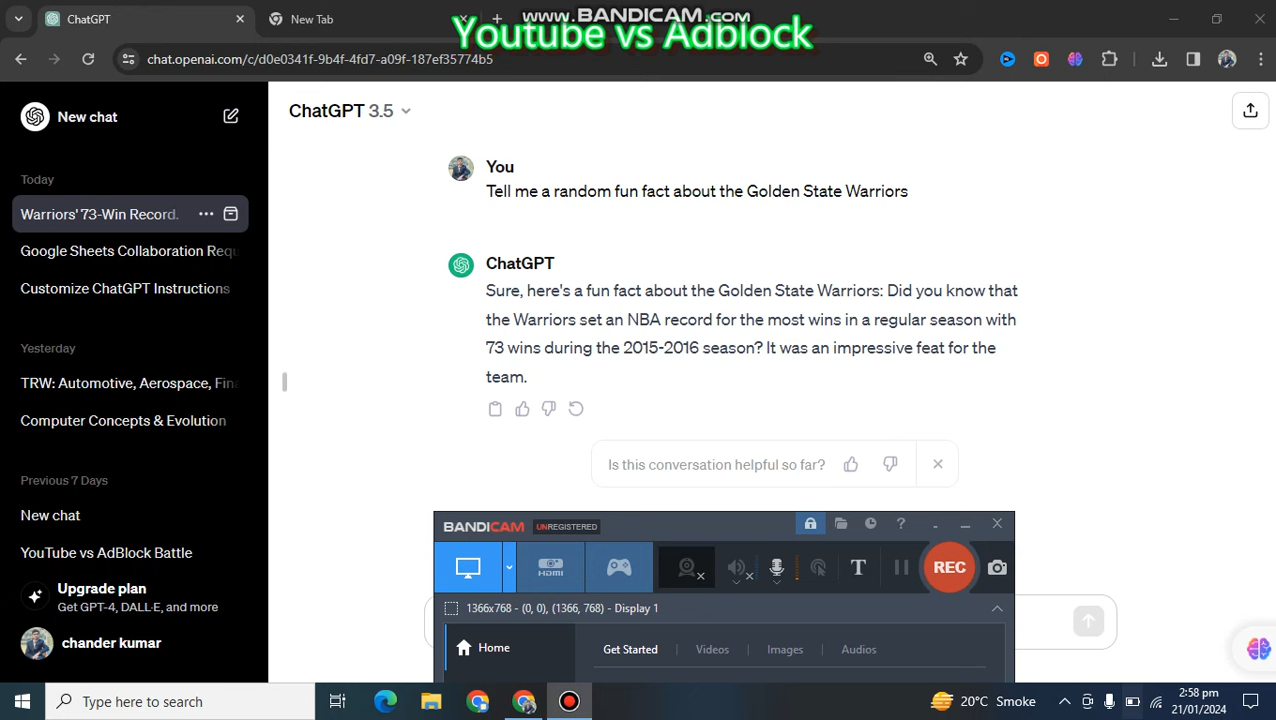 ChatGPT
New Tab
www.BANDICAM.com
Youtube vs Adblock
chat.openai.com/c/d0e0341f-9b4f-4fd7-a09f-187ef35774b5
New chat
ChatGPT 3.5
Today
Warriors' 73-Win Record.
Google Sheets Collaboration Requ
Customize ChatGPT Instructions
Yesterday
TRW: Automotive, Aerospace, Fina
Computer Concepts & Evolution
Previous 7 Days
New chat
YouTube vs AdBlock Battle
Upgrade plan
Get GPT-4, DALL·E, and more
chander kumar
You
Tell me a random fun fact about the Golden State Warriors
ChatGPT
Sure, here's a fun fact about the Golden State Warriors: Did you know that
the Warriors set an NBA record for the most wins in a regular season with
73 wins during the 2015-2016 season? It was an impressive feat for the
team.
Is this conversation helpful so far?
BANDICAM UNREGISTERED
HDMI
T
REC
1366x768 - (0, 0), (1366, 768) - Display 1
Home
Get Started
Videos
Images
Audios
Type here to search
20°C Smoke
2:58 pm
21/01/2024